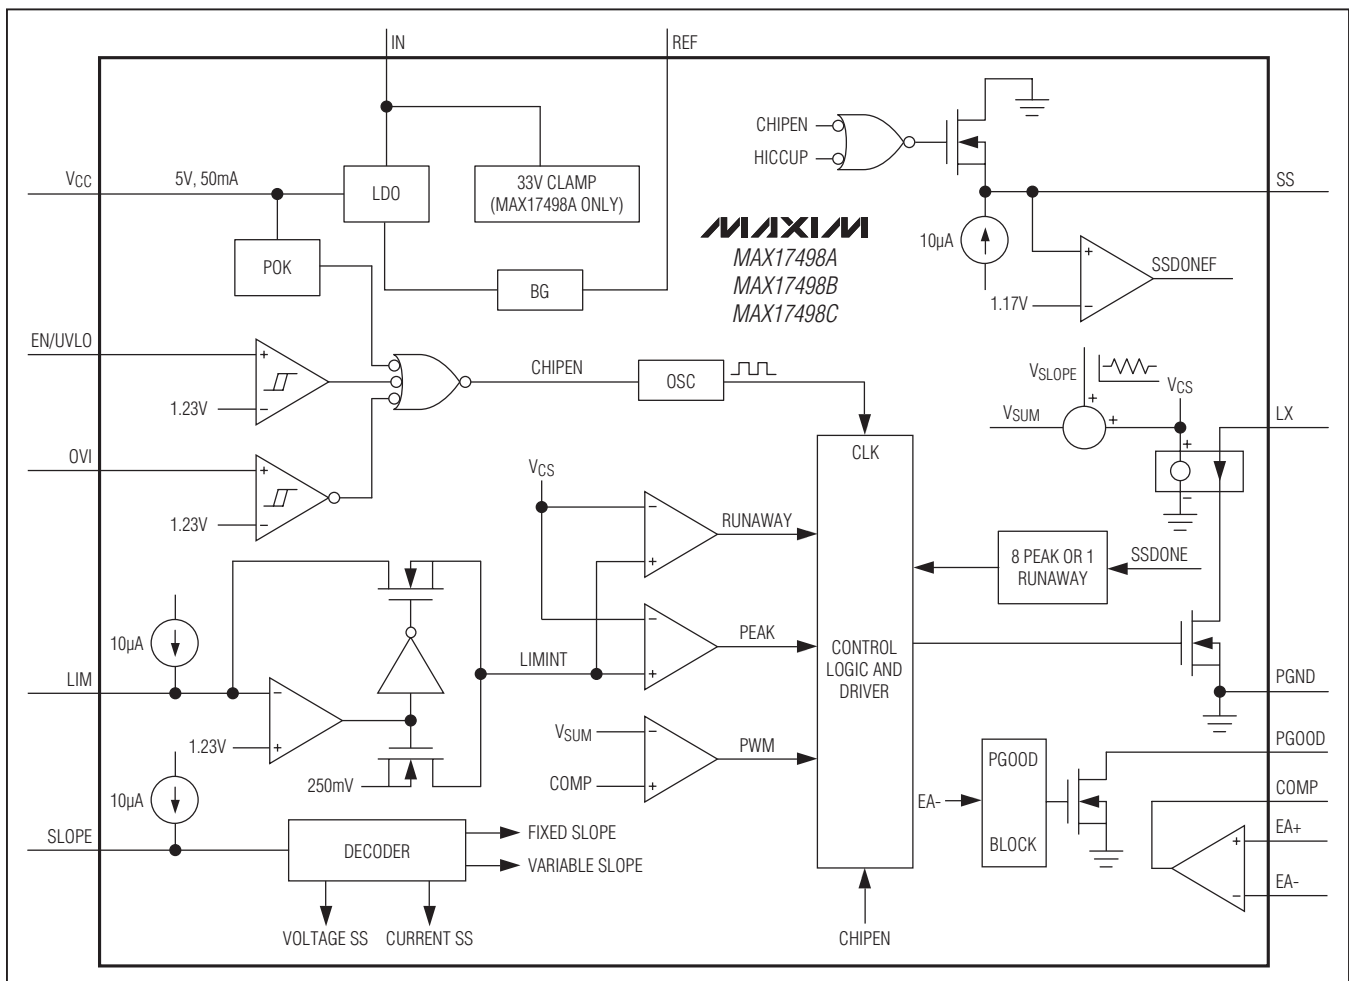 IN
REF
CHIPEN
HICCUP
VCC
5V, 50mA
LDO
33V CLAMP
(MAX17498A ONLY)
SS
POK
BG
MAXIM
MAX17498A
MAX17498B
MAX17498C
10µA
+
SSDONEF
1.17V
−
EN/UVLO
+
1.23V
−
CHIPEN
OSC
VSLOPE
+
VCS
VSUM
+
LX
OVI
+
1.23V
−
CLK
+
−
VCS
−
RUNAWAY
+
8 PEAK OR 1
RUNAWAY
SSDONE
10µA
−
PEAK
+
LIMINT
CONTROL
LOGIC AND
DRIVER
LIM
−
1.23V
+
PGND
VSUM
−
PWM
COMP
+
250mV
10µA
PGOOD
BLOCK
EA-
PGOOD
COMP
EA+
+
EA-
−
SLOPE
DECODER
FIXED SLOPE
VARIABLE SLOPE
VOLTAGE SS
CURRENT SS
CHIPEN